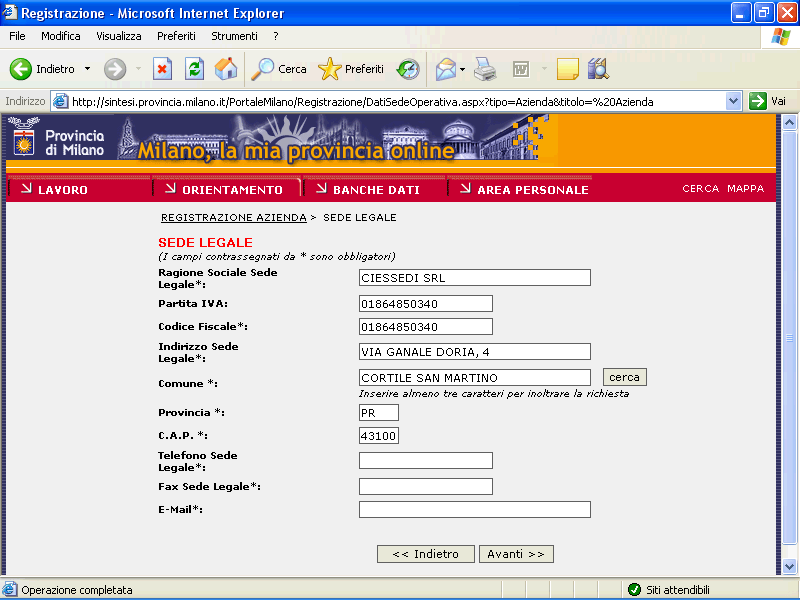 Registrazione - Microsoft Internet Explorer
File Modifica Visualizza Preferiti Strumenti ?
Indietro Cerca Preferiti
Indirizzo http://sintesi.provincia.milano.it/PortaleMilano/Registrazione/DatiSedeOperativa.aspx?tipo=Azienda&titolo=%20Azienda Vai
Provincia
di Milano
Milano, la mia provincia online
LAVORO ORIENTAMENTO BANCHE DATI AREA PERSONALE CERCA MAPPA
REGISTRAZIONE AZIENDA > SEDE LEGALE
SEDE LEGALE
(I campi contrassegnati da * sono obbligatori)
Ragione Sociale Sede
Legale*: CIESSEDI SRL
Partita IVA: 01864850340
Codice Fiscale*: 01864850340
Indirizzo Sede
Legale*: VIA GANALE DORIA, 4
Comune *: CORTILE SAN MARTINO cerca
Inserire almeno tre caratteri per inoltrare la richiesta
Provincia *: PR
C.A.P. *: 43100
Telefono Sede
Legale*:
Fax Sede Legale*:
E-Mail*:
<< Indietro Avanti >>
Operazione completata Siti attendibili